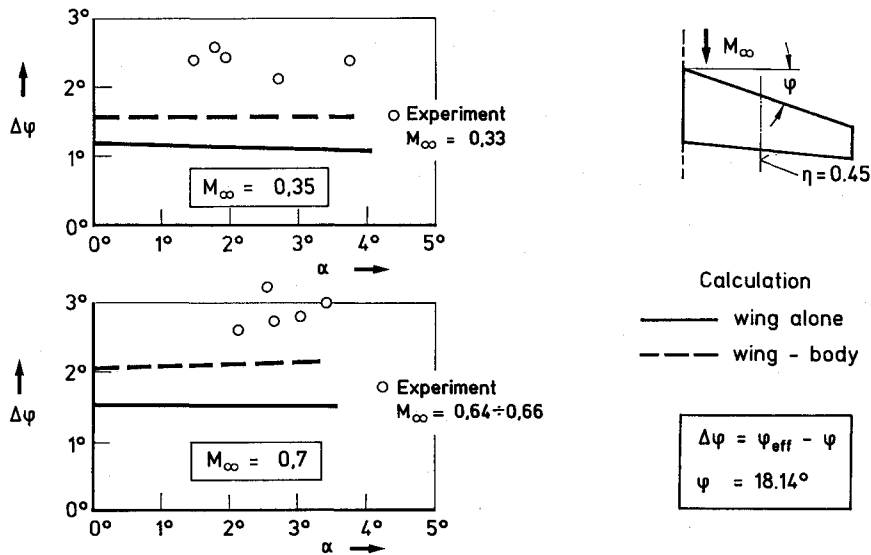 3°
2°
Δφ
1°
0°
0° 1° 2° 3° 4° 5°
α
M∞ = 0,35
Experiment
M∞ = 0,33
3°
2°
Δφ
1°
0°
0° 1° 2° 3° 4° 5°
α
M∞ = 0,7
Experiment
M∞ = 0,64÷0,66
M∞
φ
η = 0.45
Calculation
wing alone
wing - body
Δφ = φeff - φ
φ = 18.14°